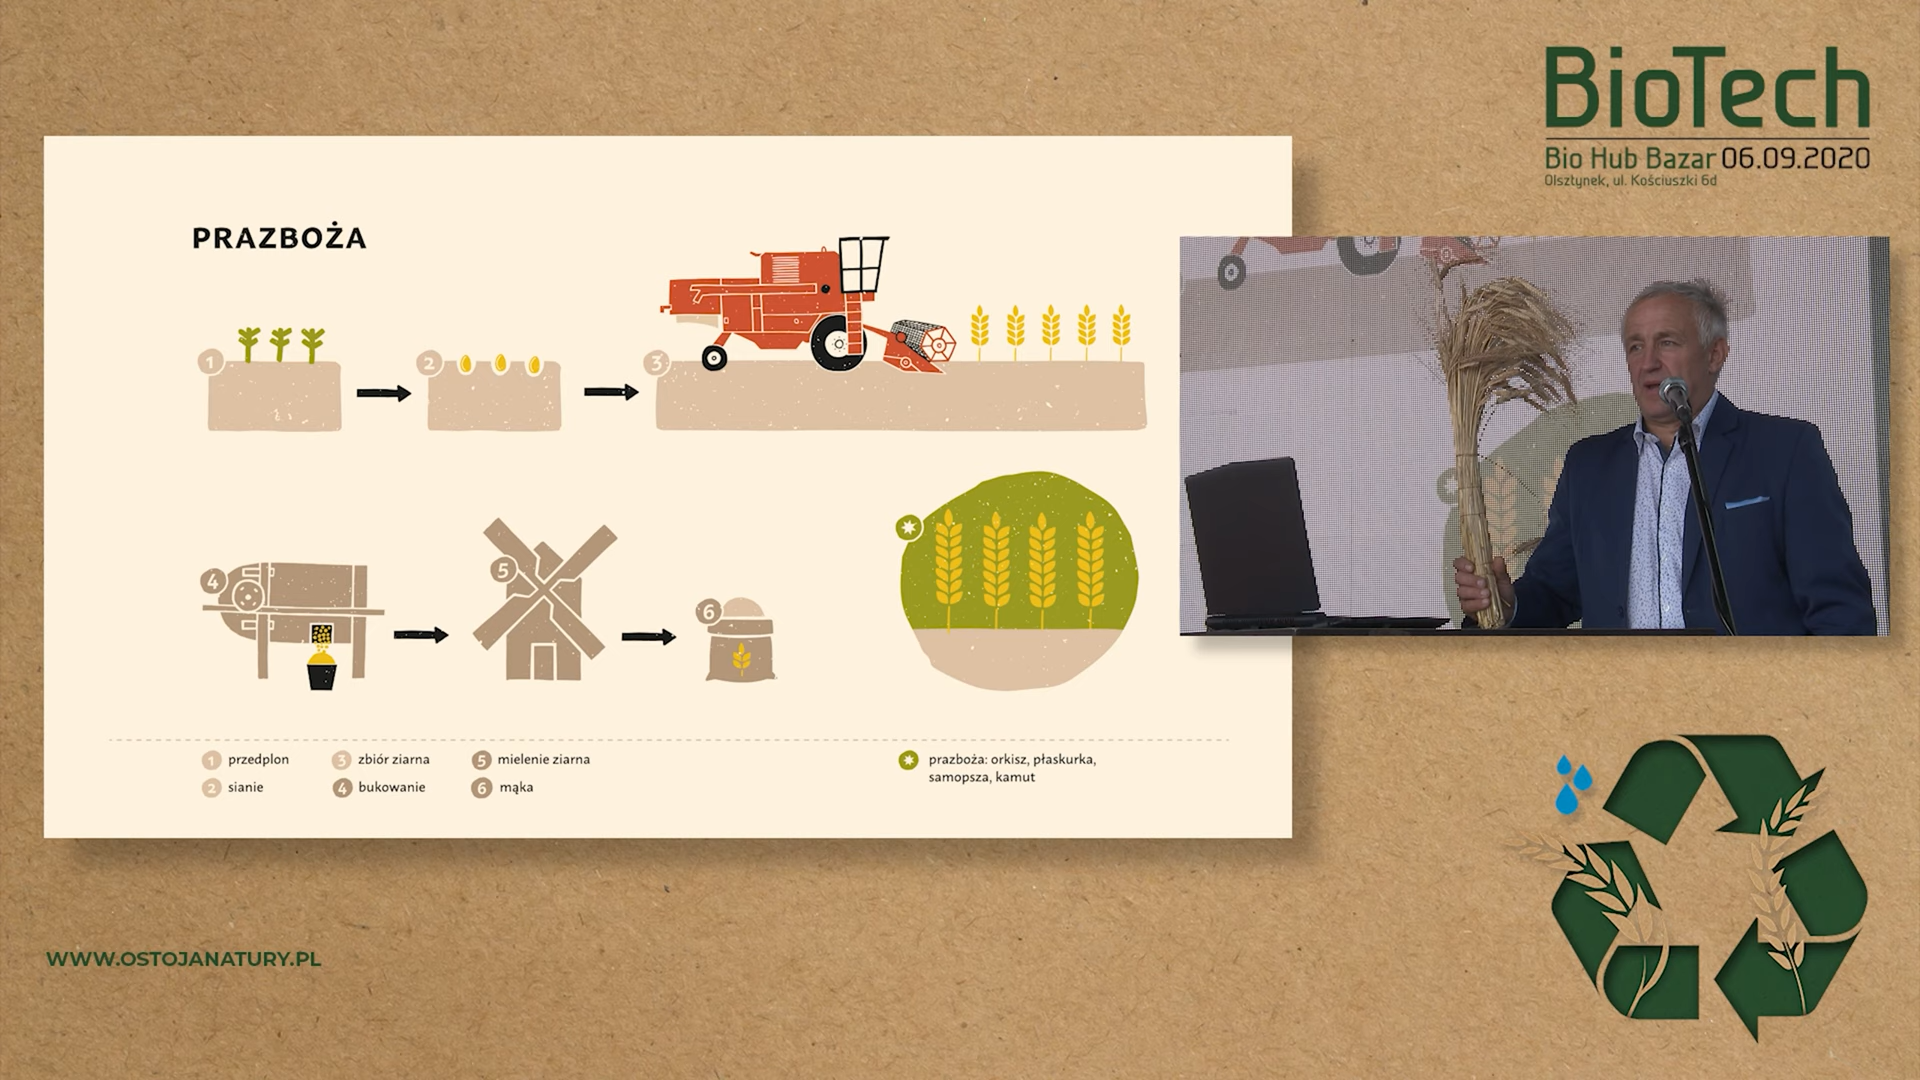 BioTech
Bio Hub Bazar 06.09.2020
Olsztynek, ul. Kościuszki 6d
PRAZBOŻA
1
2
3
4
5
6
1 przedplon
2 sianie
3 zbiór ziarna
4 bukowanie
5 mielenie ziarna
6 mąka
prazboża: orkisz, płaskurka,
samopsza, kamut
WWW.OSTOJANATURY.PL